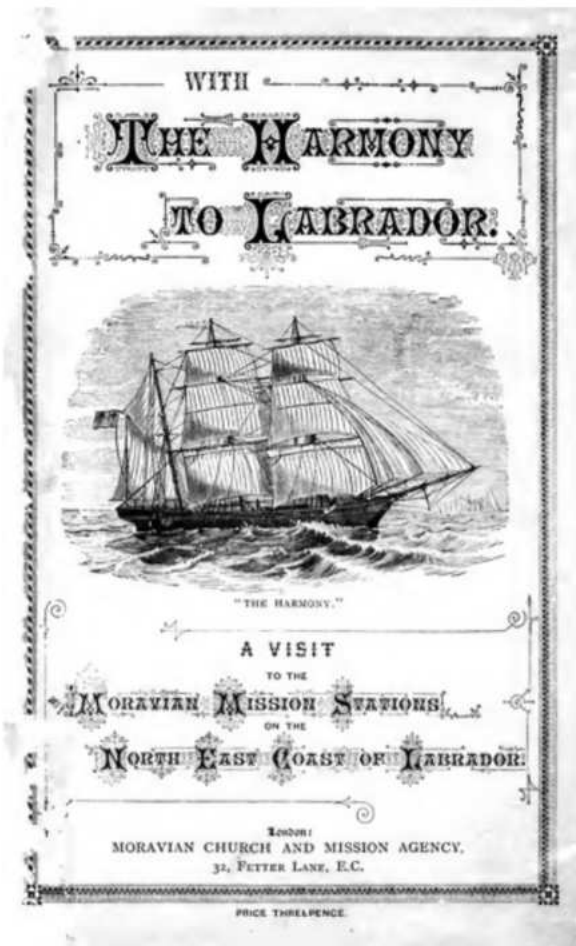 WITH
THE HARMONY
TO LABRADOR.
"THE HARMONY."
A VISIT
TO THE
MORAVIAN MISSION STATIONS
ON THE
NORTH EAST COAST OF LABRADOR.
London:
MORAVIAN CHURCH AND MISSION AGENCY.
32, FETTER LANE, E.C.
PRICE THREEPENCE.